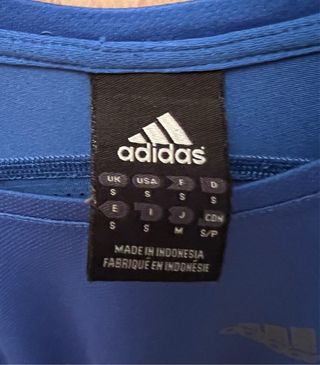 adidas
UK USA F D
S S S S
E I J CDN
S S M S/P
MADE IN INDONESIA
FABRIQUÉ EN INDONÉSIE